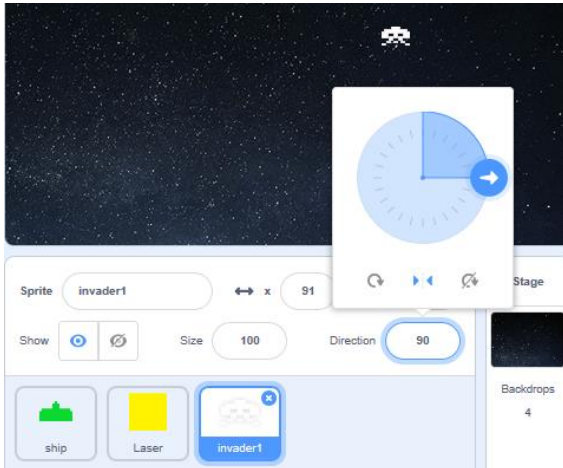 Sprite invader1 x 91
Stage
Show Size 100 Direction 90
Backdrops
4
ship Laser invader1